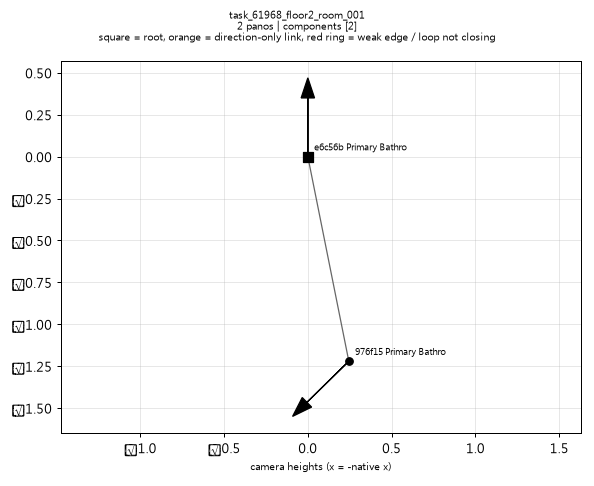 task_61968_floor2_room_001
2 panos | components [2]
square = root, orange = direction-only link, red ring = weak edge / loop not closing
0.50
0.25
e6c56b Primary Bathro
0.00
√0.25
√0.50
√0.75
√1.00
976f15 Primary Bathro
√1.25
√1.50
√1.0 √0.5 0.0 0.5 1.0 1.5
camera heights (x = -native x)